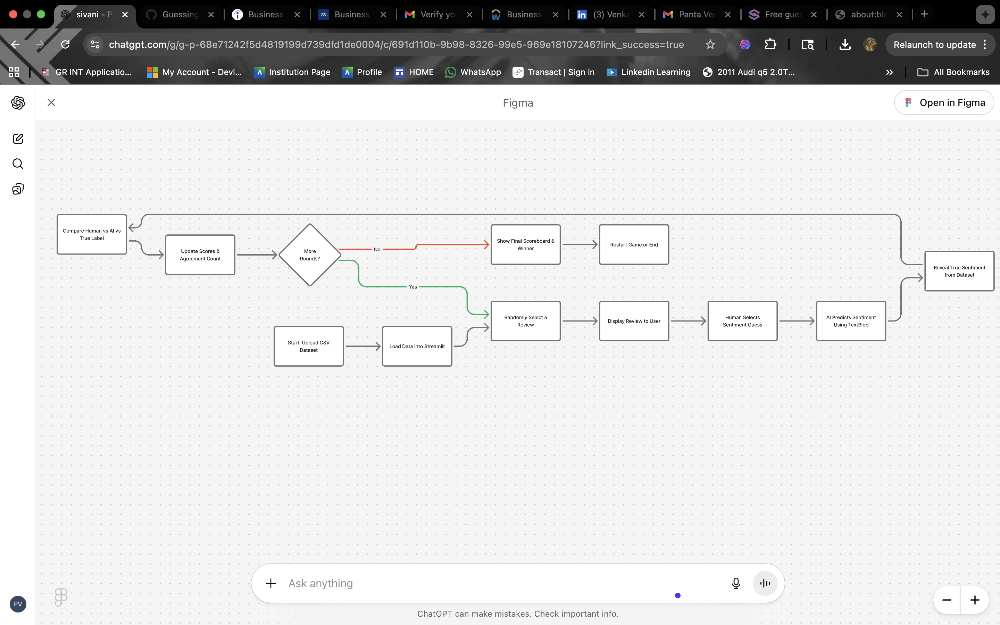 sivani - P
Guessing
Business
Business
Verify you
Business
(3) Venka
Panta Ver
Free gues
about:bla
chatgpt.com/g/g-p-68e71242f5d4819199d739dfd1de0004/c/691d110b-9b98-8326-99e5-969e18107246?link_success=true
Relaunch to update
GR INT Applicatio...
My Account - Devi...
Institution Page
Profile
HOME
WhatsApp
Transact | Sign in
Linkedin Learning
2011 Audi q5 2.0T...
All Bookmarks
Figma
Open in Figma
Compare Human vs AI vs
True Label
Update Scores &
Agreement Count
More
Rounds?
No
Yes
Show Final Scoreboard &
Winner
Restart Game or End
Reveal True Sentiment
from Dataset
Start: Upload CSV
Dataset
Load Data into Streamlit
Randomly Select a
Review
Display Review to User
Human Selects
Sentiment Guess
AI Predicts Sentiment
Using TextBlob
Ask anything
PV
ChatGPT can make mistakes. Check important info.